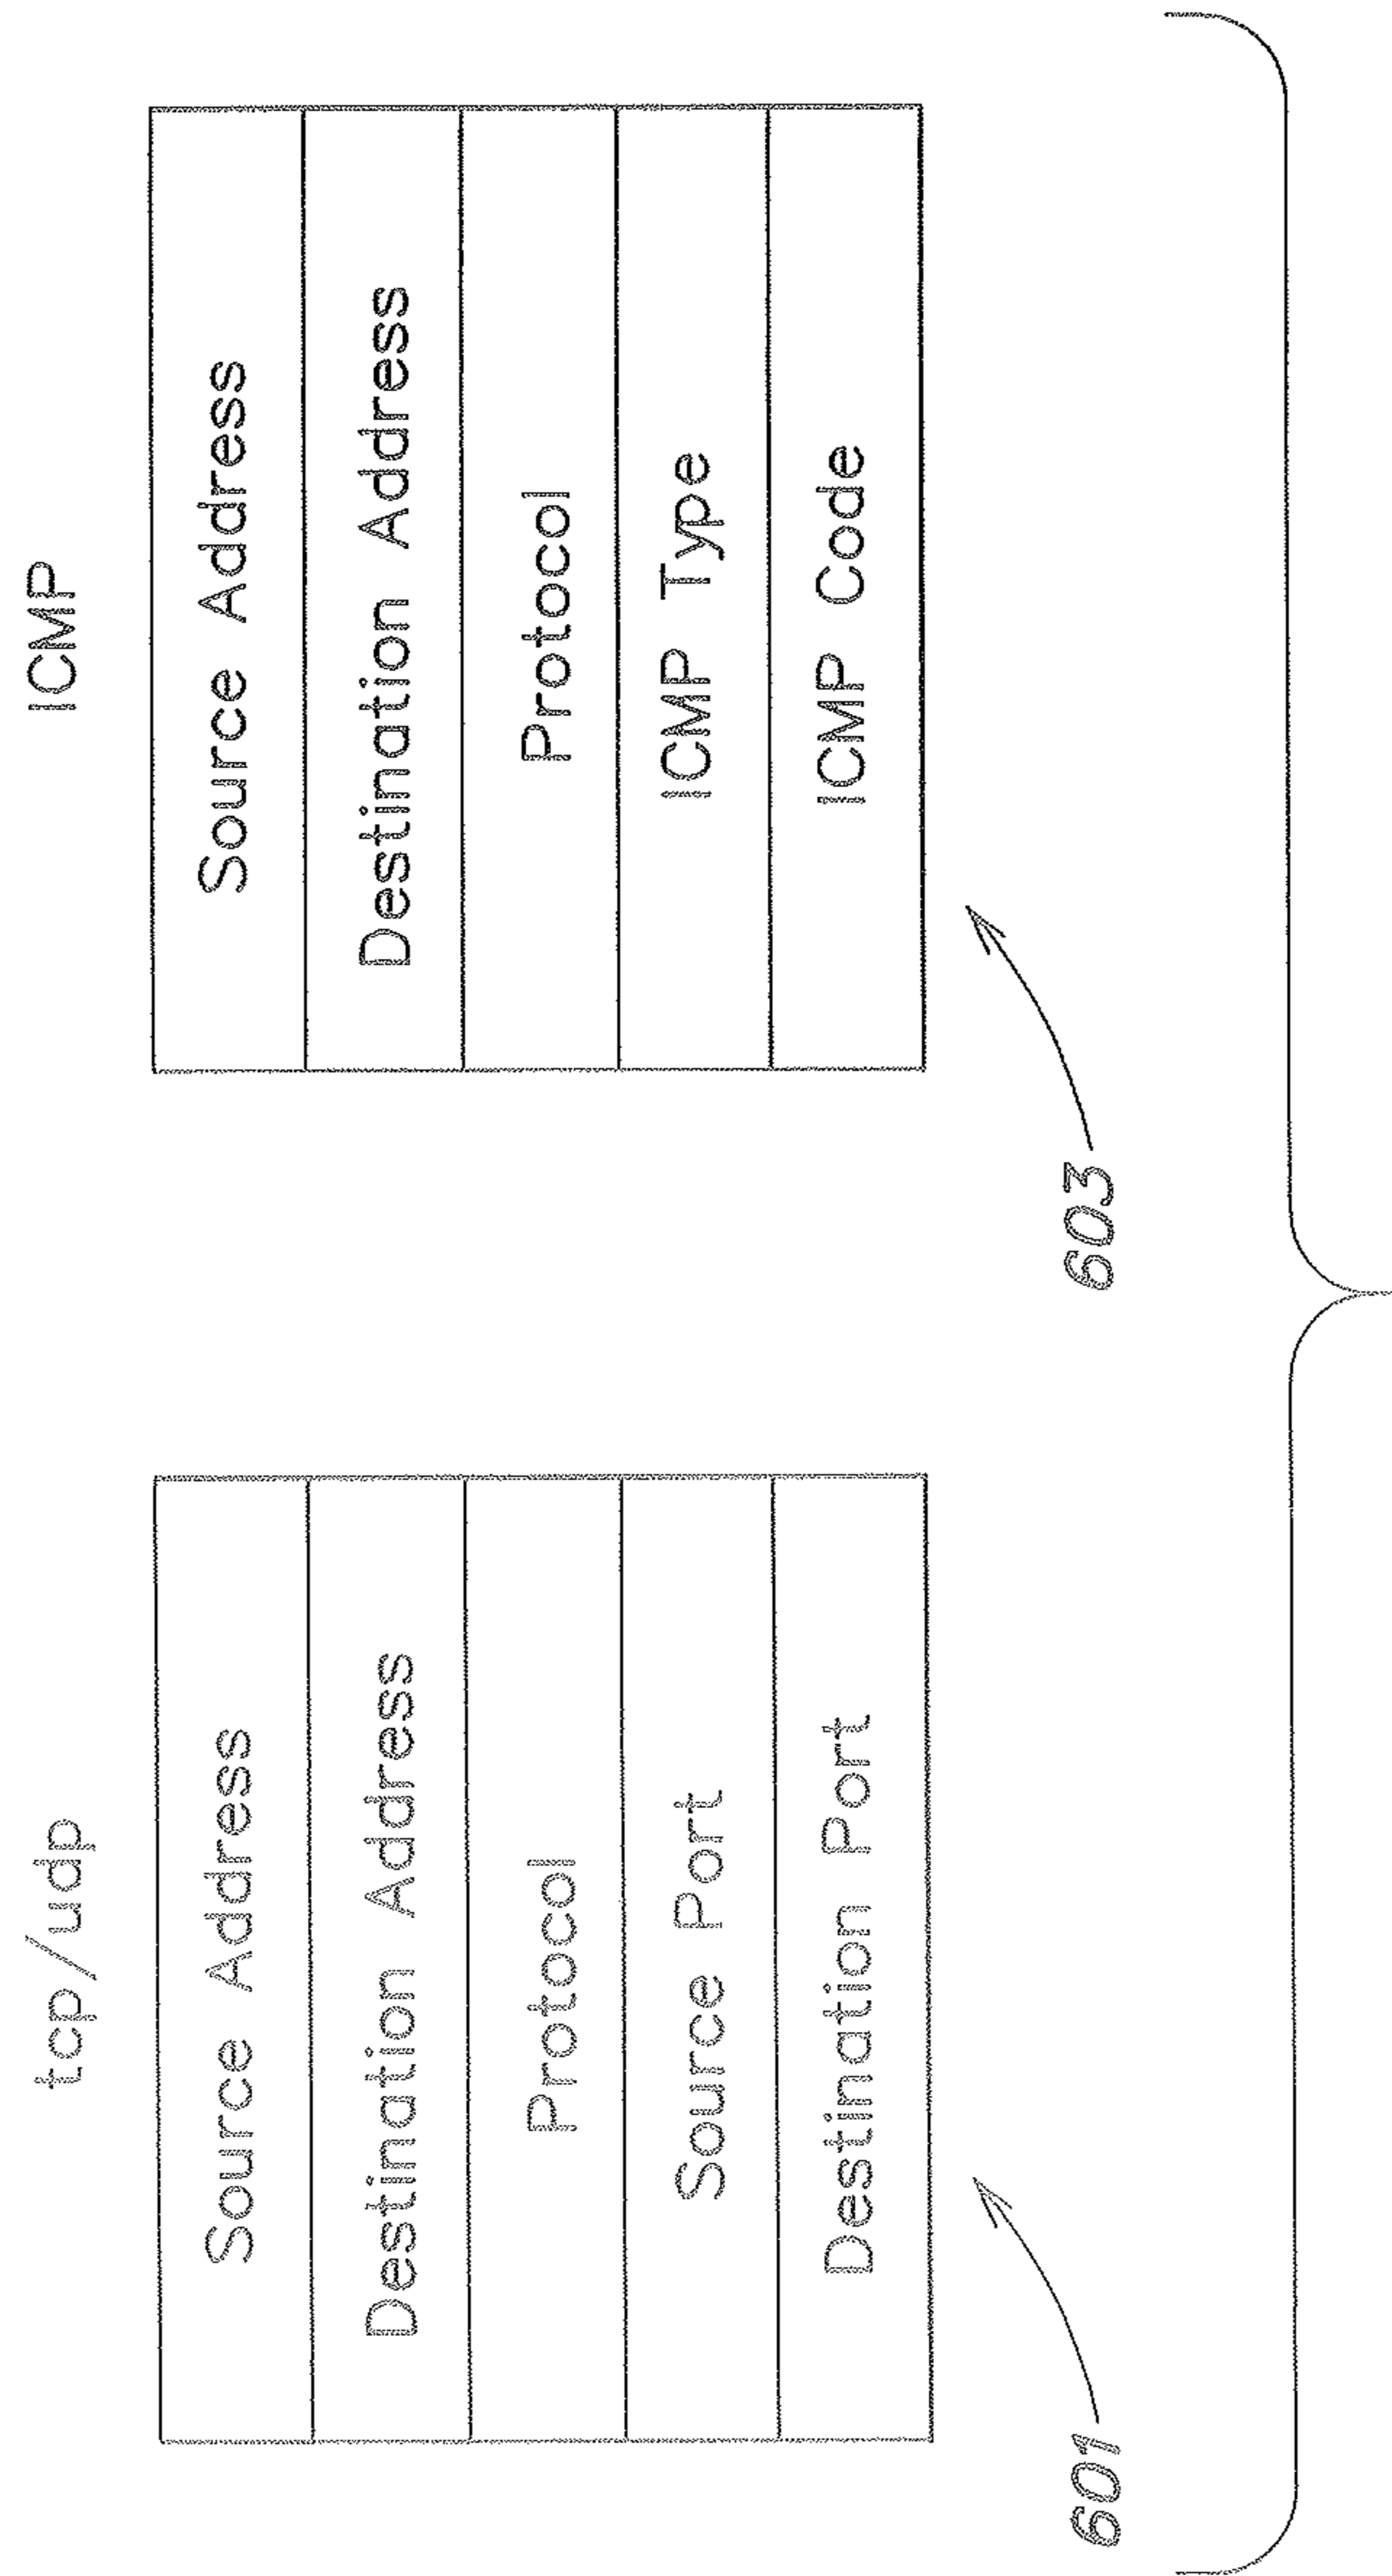 tcp/udp
Source Address
Destination Address
Protocol
Source Port
Destination Port
601
ICMP
Source Address
Destination Address
Protocol
ICMP Type
ICMP Code
603